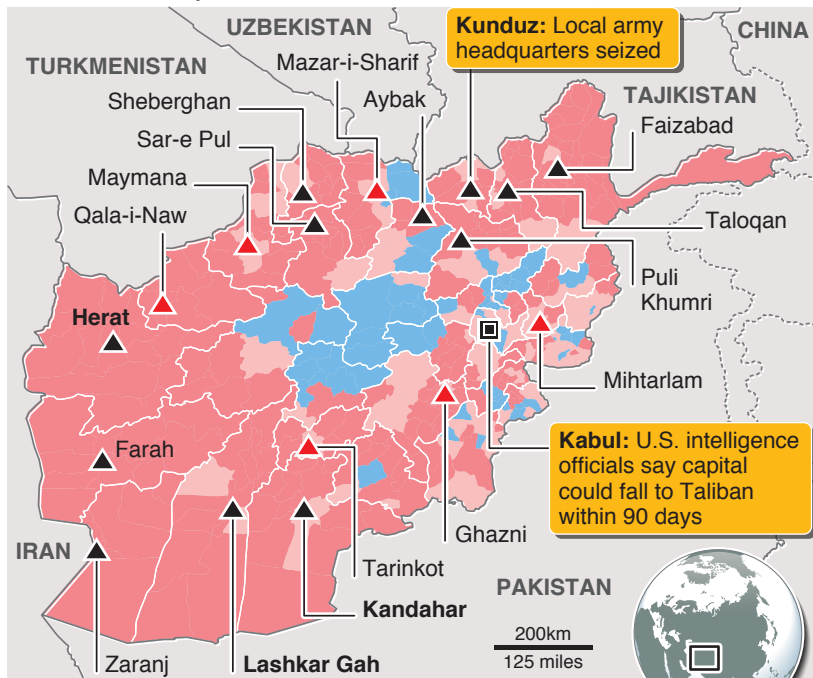 UZBEKISTAN
Kunduz: Local army
headquarters seized
CHINA
TURKMENISTAN
Mazar-i-Sharif
Sheberghan
Aybak
TAJIKISTAN
Faizabad
Sar-e Pul
Maymana
Qala-i-Naw
Taloqan
Puli
Khumri
Herat
Mihtarlam
Farah
Kabul: U.S. intelligence
officials say capital
could fall to Taliban
within 90 days
Ghazni
IRAN
Tarinkot
PAKISTAN
Kandahar
200km
125 miles
Zaranj
Lashkar Gah